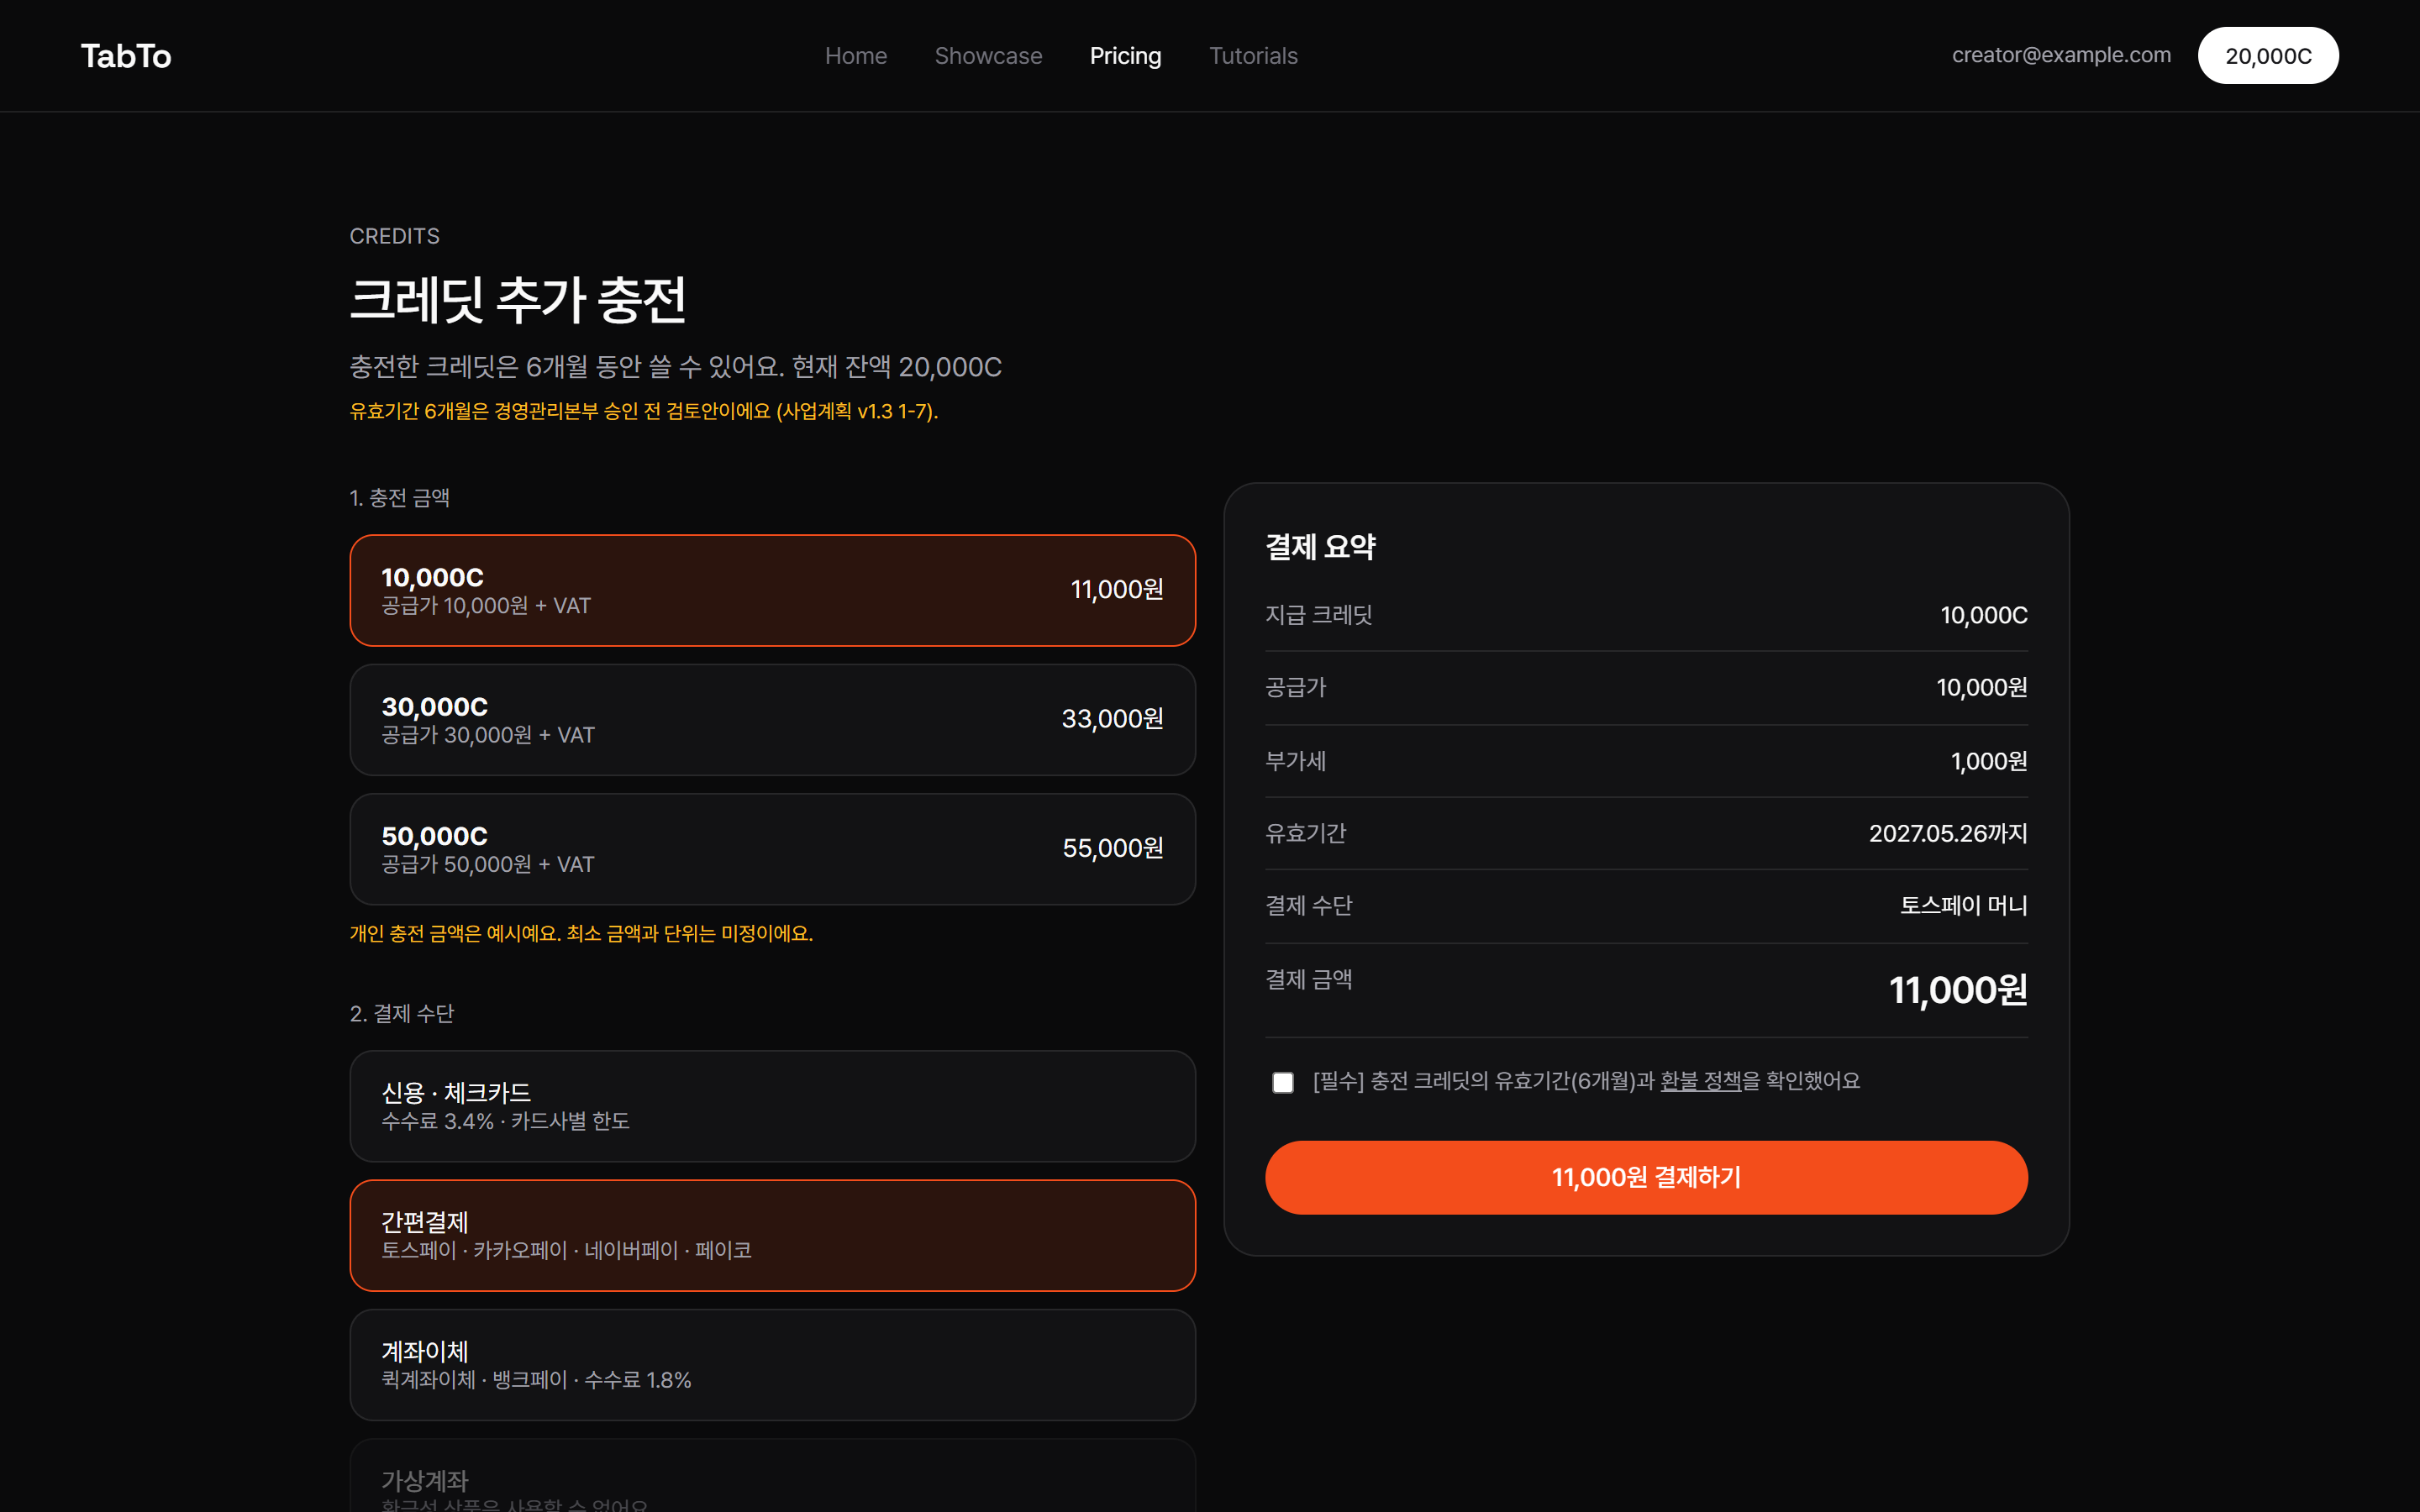 TabTo
Home
Showcase
Pricing
Tutorials
creator@example.com
20,000C
CREDITS
크레딧 추가 충전
충전한 크레딧은 6개월 동안 쓸 수 있어요. 현재 잔액 20,000C
유효기간 6개월은 경영관리본부 승인 전 검토안이에요 (사업계획 v1.3 1-7).
1. 충전 금액
10,000C
공급가 10,000원 + VAT
11,000원
30,000C
공급가 30,000원 + VAT
33,000원
50,000C
공급가 50,000원 + VAT
55,000원
개인 충전 금액은 예시예요. 최소 금액과 단위는 미정이에요.
2. 결제 수단
신용 · 체크카드
수수료 3.4% · 카드사별 한도
간편결제
토스페이 · 카카오페이 · 네이버페이 · 페이코
계좌이체
퀵계좌이체 · 뱅크페이 · 수수료 1.8%
가상계좌
환금성 상품은 사용할 수 없어요
결제 요약
지급 크레딧
10,000C
공급가
10,000원
부가세
1,000원
유효기간
2027.05.26까지
결제 수단
토스페이 머니
결제 금액
11,000원
[필수] 충전 크레딧의 유효기간(6개월)과 환불 정책을 확인했어요
11,000원 결제하기